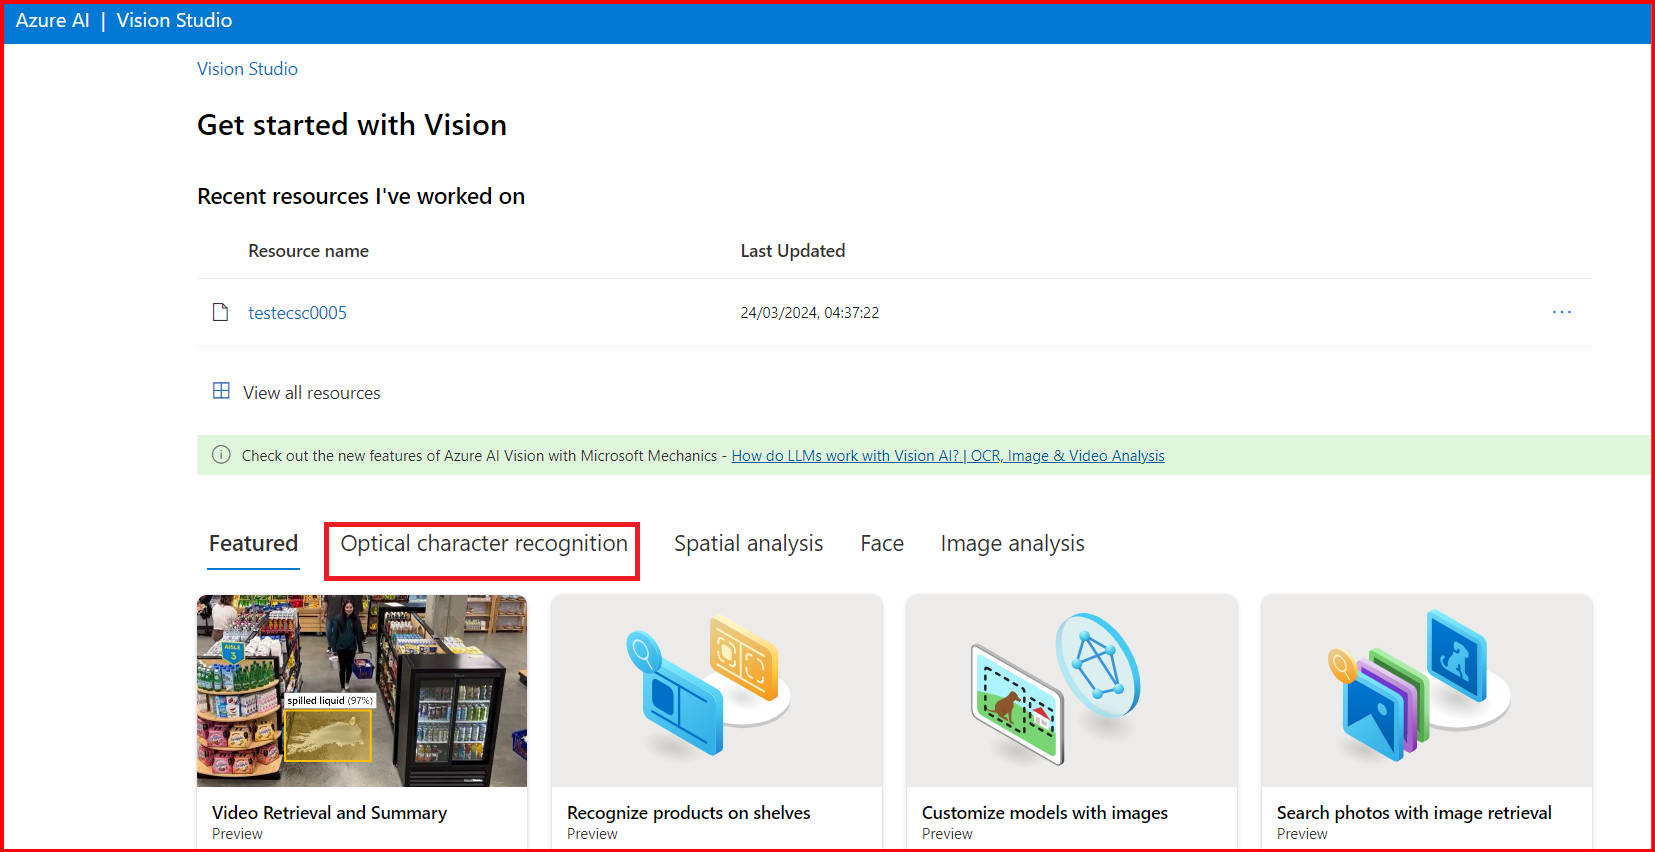 Azure AI | Vision Studio
Vision Studio
Get started with Vision
Recent resources I've worked on
Resource name Last Updated
testecsc0005 24/03/2024, 04:37:22 ...
View all resources
Check out the new features of Azure AI Vision with Microsoft Mechanics - How do LLMs work with Vision AI? | OCR, Image & Video Analysis
Featured Optical character recognition Spatial analysis Face Image analysis
AISLE
3
spilled liquid (97%)
Video Retrieval and Summary
Preview
Recognize products on shelves
Preview
Customize models with images
Preview
Search photos with image retrieval
Preview